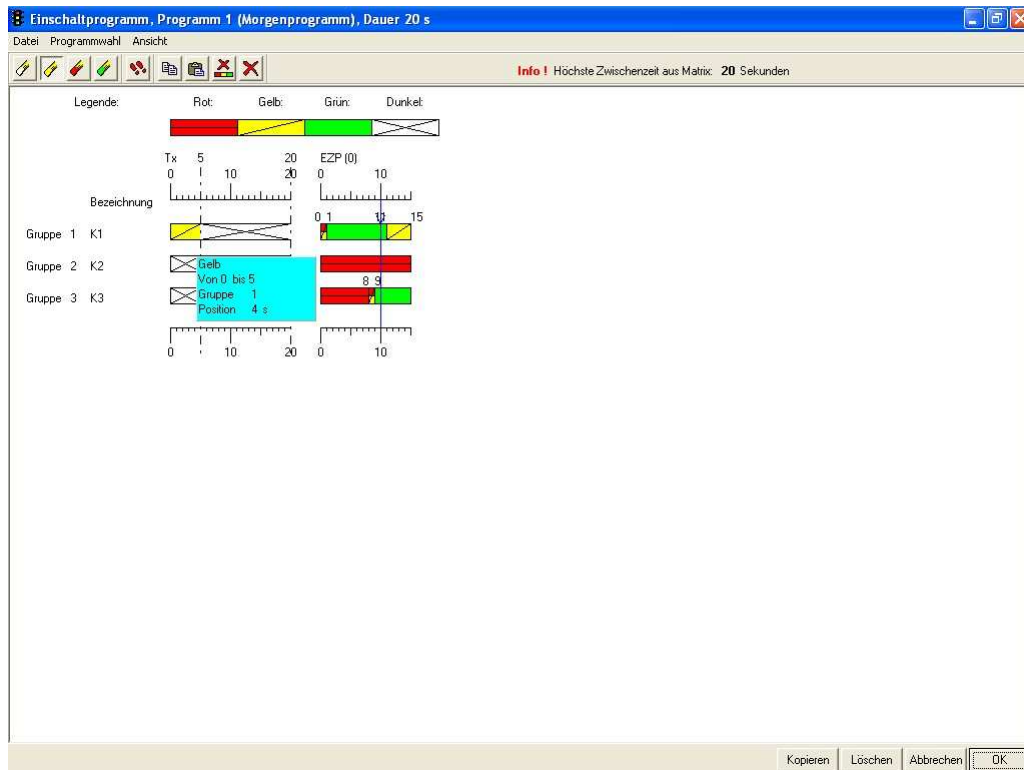 Einschaltprogramm, Programm 1 (Morgenprogramm), Dauer 20 s
Datei Programmwahl Ansicht
Info ! Höchste Zwischenzeit aus Matrix: 20 Sekunden
Legende: Rot: Gelb: Grün: Dunkel:
Tx 5 20 EZP (0)
0 10 20 0 10
Bezeichnung
0 1 11 15
Gruppe 1 K1
Gruppe 2 K2
Gelb
Von 0 bis 5
8 9
Gruppe 3 K3
Gruppe 1
Position 4 s
0 10 20 0 10
Kopieren Löschen Abbrechen OK